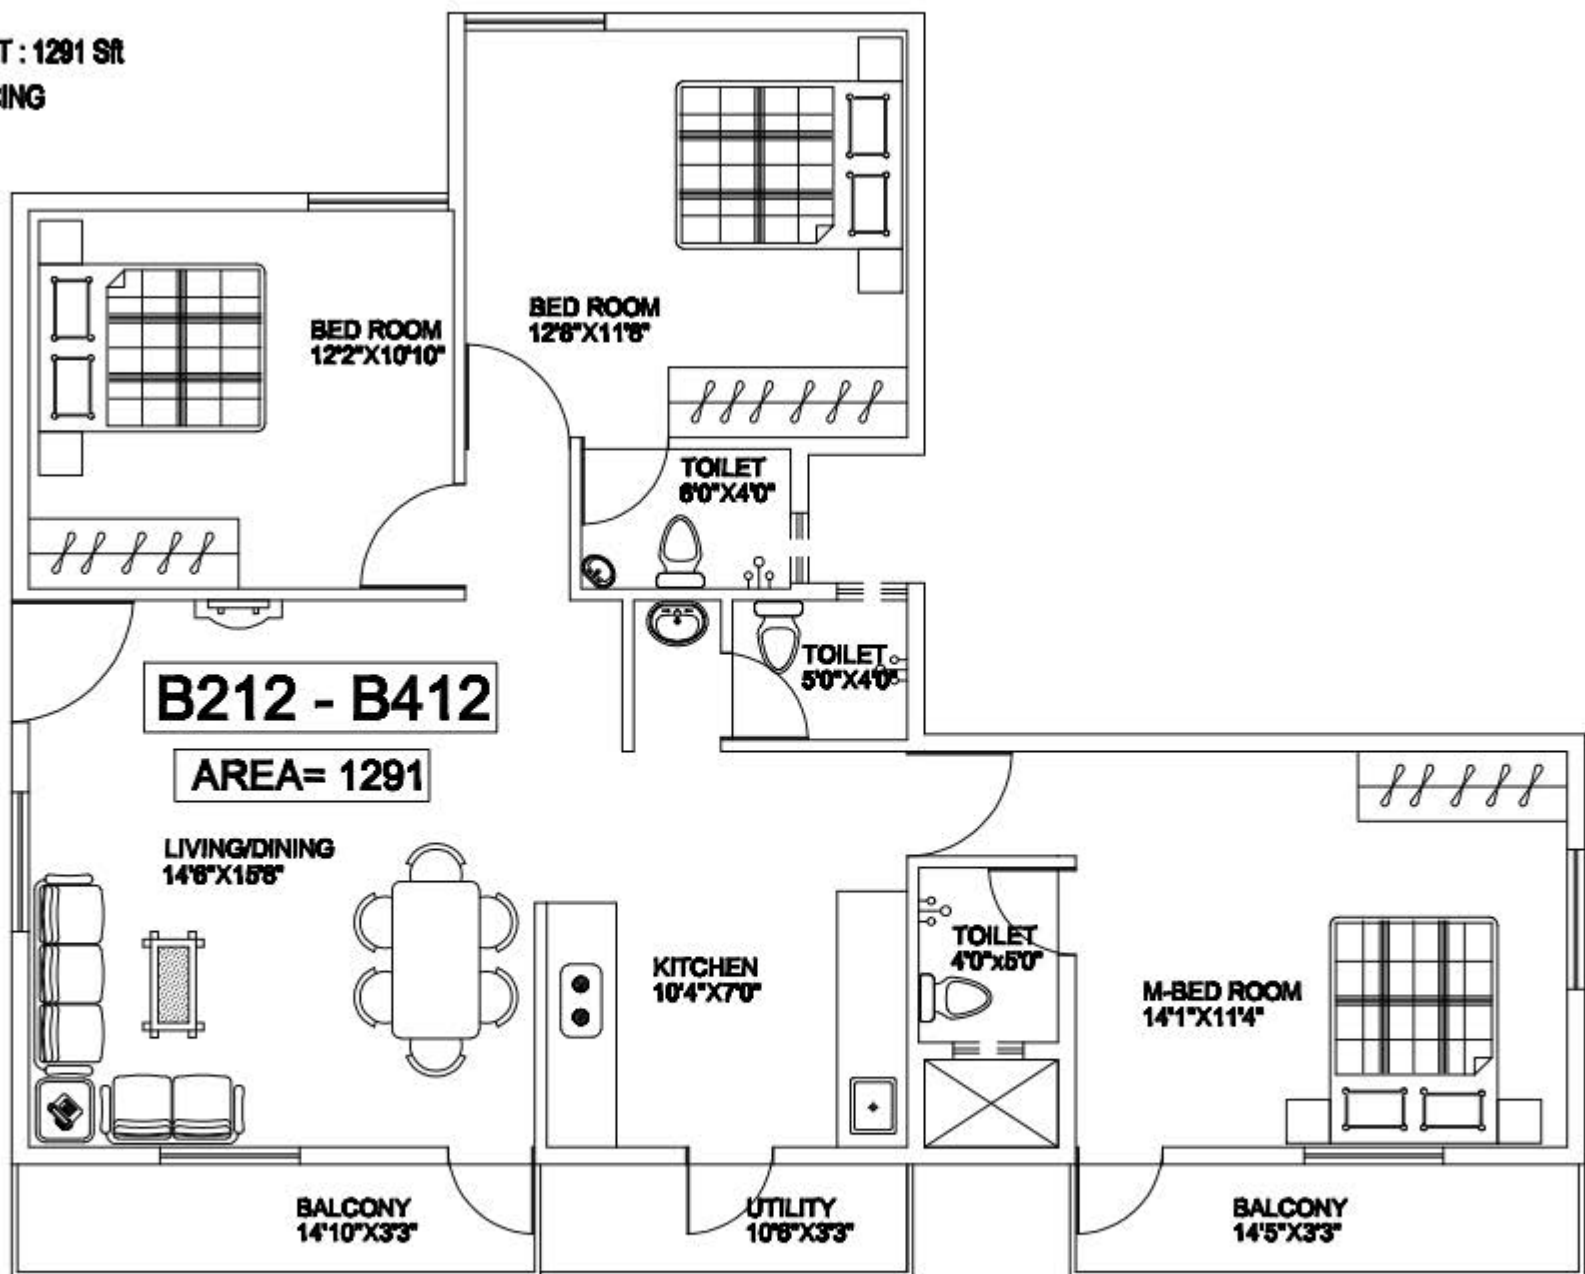 T : 1291 Sft
ING
BED ROOM
12'8"X11'8"
BED ROOM
12'2"X10'10"
TOILET
6'0"X4'0"
TOILET
5'0"X4'0"
B212 - B412
AREA= 1291
LIVING/DINING
14'6"X15'8"
KITCHEN
10'4"X7'0"
TOILET
4'0"x5'0"
M-BED ROOM
14'1"X11'4"
BALCONY
14'10"X3'3"
UTILITY
10'6"X3'3"
BALCONY
14'5"X3'3"